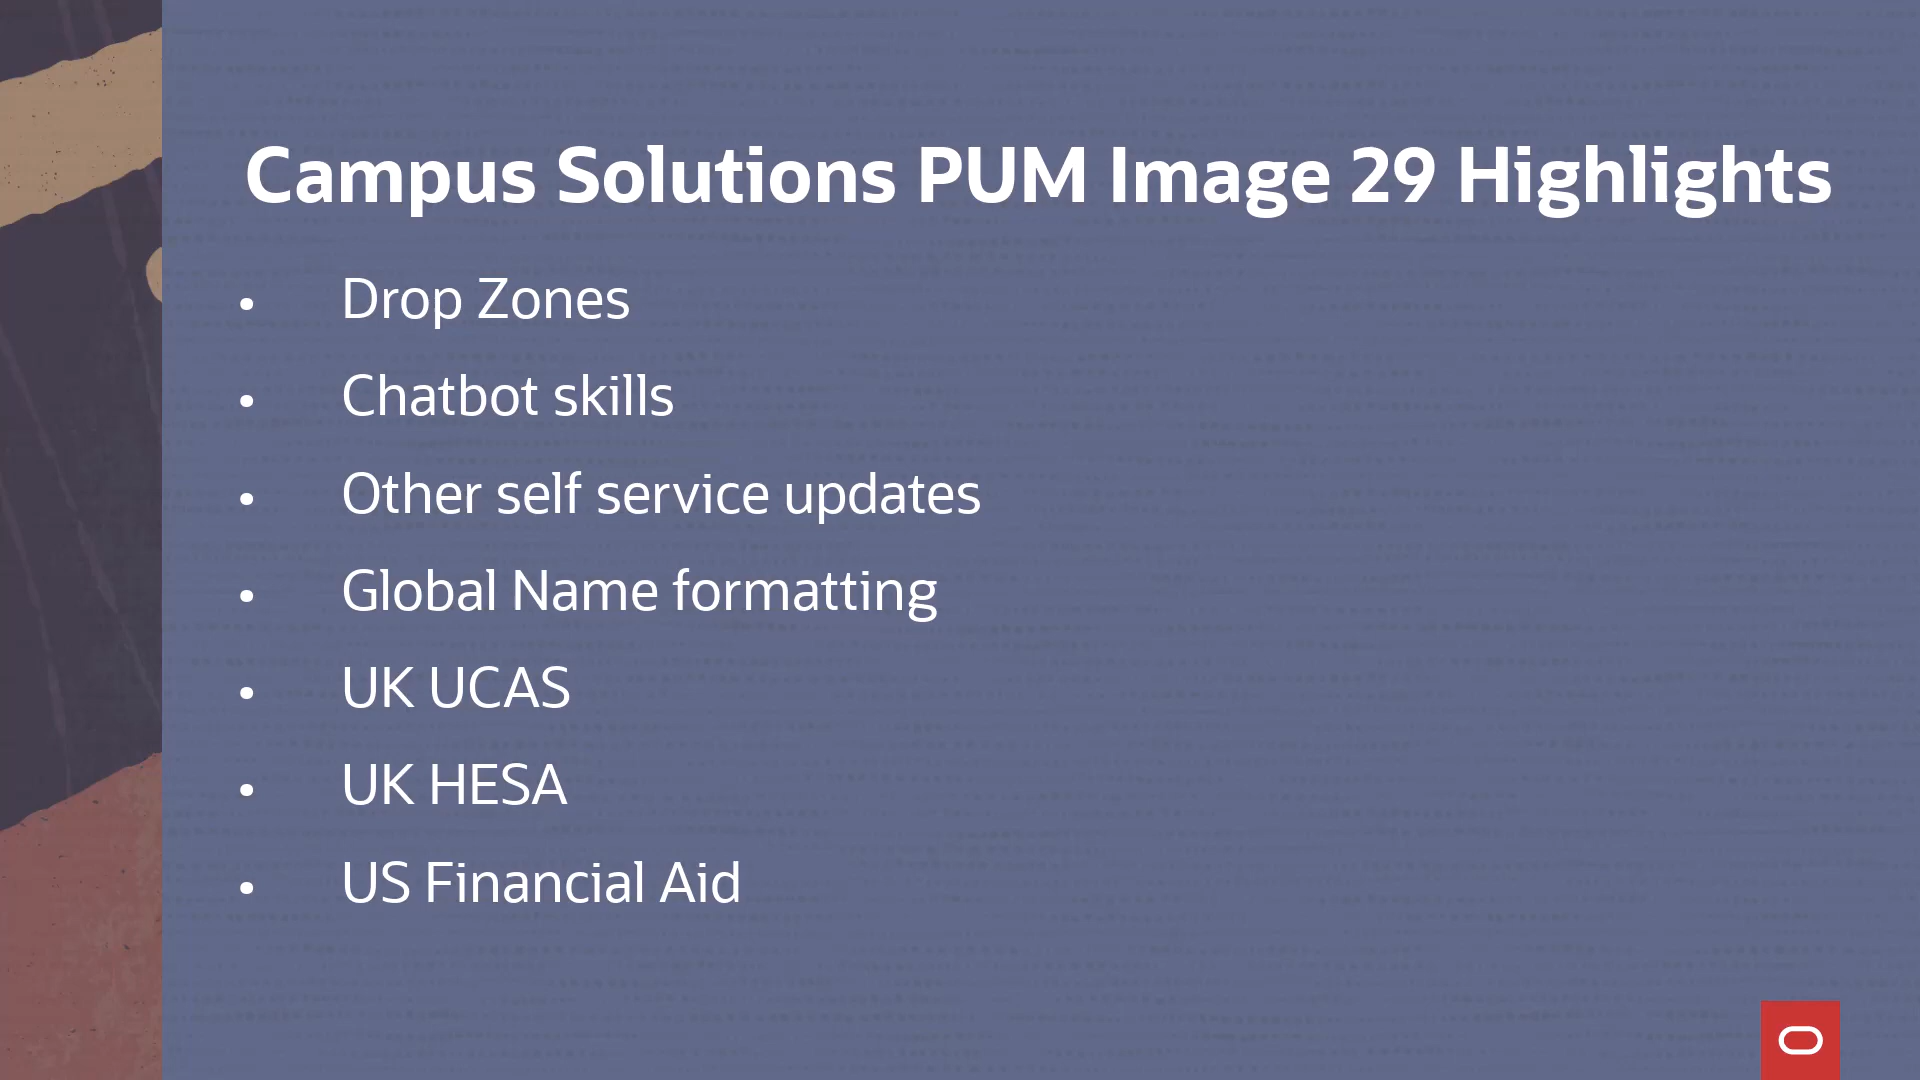 Campus Solutions PUM Image 29 Highlights
• Drop Zones
• Chatbot skills
• Other self service updates
• Global Name formatting
• UK UCAS
• UK HESA
• US Financial Aid